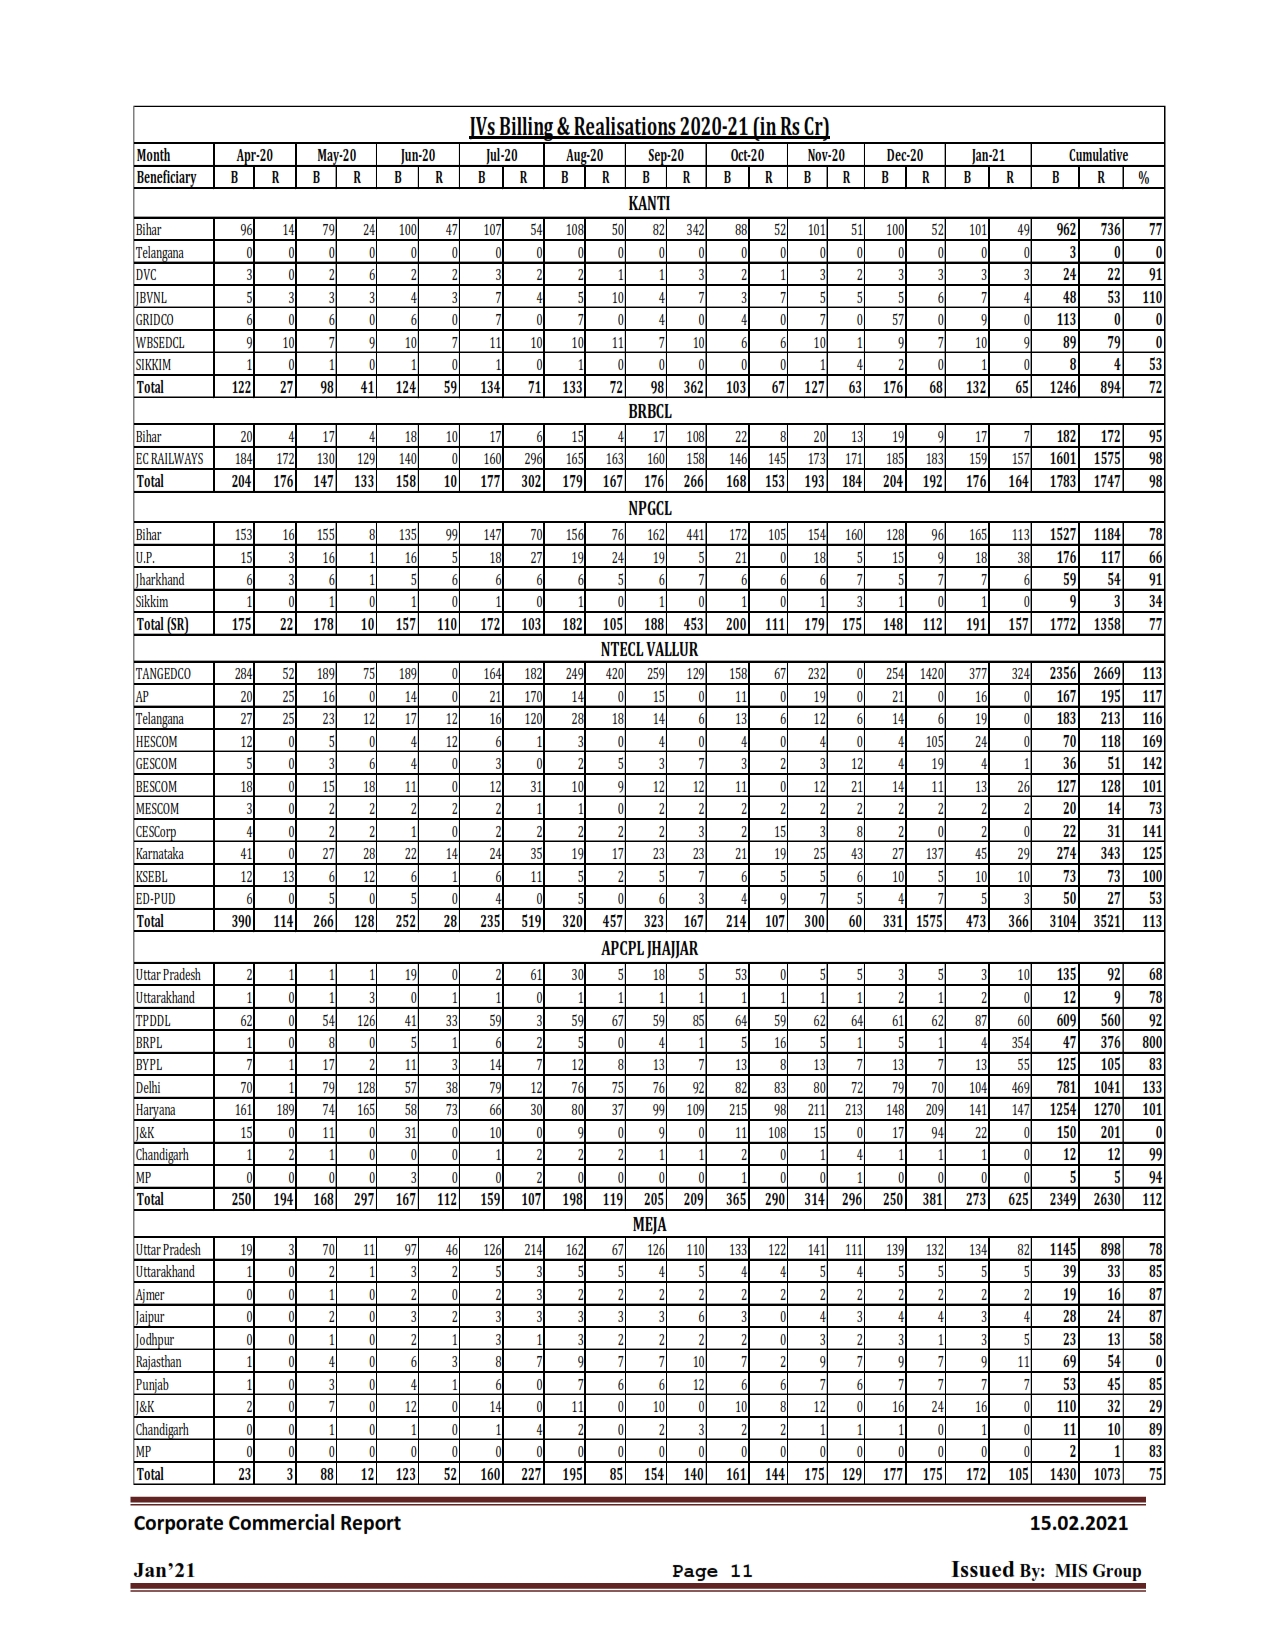 JVs Billing & Realisations 2020-21 (in Rs Cr)
Month Apr-20 May-20 Jun-20 Jul-20 Aug-20 Sep-20 Oct-20 Nov-20 Dec-20 Jan-21 Cumulative
Beneficiary B R B R B R B R B R B R B R B R B R B R B R %
KANTI
Bihar 96 14 79 24 100 47 107 54 108 50 82 342 88 52 101 51 100 52 101 49 962 736 77
Telangana 0 0 0 0 0 0 0 0 0 0 0 0 0 0 0 0 0 0 0 0 3 0 0
DVC 3 0 2 6 2 2 3 2 2 1 1 3 2 1 3 2 3 3 3 3 24 22 91
JBVNL 5 3 3 3 4 3 7 4 5 10 4 7 3 7 5 5 5 6 7 4 48 53 110
GRIDCO 6 0 6 0 6 0 7 0 7 0 4 0 4 0 7 0 57 0 9 0 113 0 0
WBSEDCL 9 10 7 9 10 7 11 10 10 11 7 10 6 6 10 1 9 7 10 9 89 79 0
SIKKIM 1 0 1 0 1 0 1 0 1 0 0 0 0 0 1 4 2 0 1 0 8 4 53
Total 122 27 98 41 124 59 134 71 133 72 98 362 103 67 127 63 176 68 132 65 1246 894 72
BRBCL
Bihar 20 4 17 4 18 10 17 6 15 4 17 108 22 8 20 13 19 9 17 7 182 172 95
EC RAILWAYS 184 172 130 129 140 0 160 296 165 163 160 158 146 145 173 171 185 183 159 157 1601 1575 98
Total 204 176 147 133 158 10 177 302 179 167 176 266 168 153 193 184 204 192 176 164 1783 1747 98
NPGCL
Bihar 153 16 155 8 135 99 147 70 156 76 162 441 172 105 154 160 128 96 165 113 1527 1184 78
U.P. 15 3 16 1 16 5 18 27 19 24 19 5 21 0 18 5 15 9 18 38 176 117 66
Jharkhand 6 3 6 1 5 6 6 6 6 5 6 7 6 6 6 7 5 7 7 6 59 54 91
Sikkim 1 0 1 0 1 0 1 0 1 0 1 0 1 0 1 3 1 0 1 0 9 3 34
Total (SR) 175 22 178 10 157 110 172 103 182 105 188 453 200 111 179 175 148 112 191 157 1772 1358 77
NTECL VALLUR
TANGEDCO 284 52 189 75 189 0 164 182 249 420 259 129 158 67 232 0 254 1420 377 324 2356 2669 113
AP 20 25 16 0 14 0 21 170 14 0 15 0 11 0 19 0 21 0 16 0 167 195 117
Telangana 27 25 23 12 17 12 16 120 28 18 14 6 13 6 12 6 14 6 19 0 183 213 116
HESCOM 12 0 5 0 4 12 6 1 3 0 4 0 4 0 4 0 4 105 24 0 70 118 169
GESCOM 5 0 3 6 4 0 3 0 2 5 3 7 3 2 3 12 4 19 4 1 36 51 142
BESCOM 18 0 15 18 11 0 12 31 10 9 12 12 11 0 12 21 14 11 13 26 127 128 101
MESCOM 3 0 2 2 2 2 2 1 1 0 2 2 2 2 2 2 2 2 2 2 20 14 73
CESCorp 4 0 2 2 1 0 2 2 2 2 2 3 2 15 3 8 2 0 2 0 22 31 141
Karnataka 41 0 27 28 22 14 24 35 19 17 23 23 21 19 25 43 27 137 45 29 274 343 125
KSEBL 12 13 6 12 6 1 6 11 5 2 5 7 6 5 5 6 10 5 10 10 73 73 100
ED-PUD 6 0 5 0 5 0 4 0 5 0 6 3 4 9 7 5 4 7 5 3 50 27 53
Total 390 114 266 128 252 28 235 519 320 457 323 167 214 107 300 60 331 1575 473 366 3104 3521 113
APCPL JHAJJAR
Uttar Pradesh 2 1 1 1 19 0 2 61 30 5 18 5 53 0 5 5 3 5 3 10 135 92 68
Uttarakhand 1 0 1 3 0 1 1 0 1 1 1 1 1 1 1 1 2 1 2 0 12 9 78
TPDDL 62 0 54 126 41 33 59 3 59 67 59 85 64 59 62 64 61 62 87 60 609 560 92
BRPL 1 0 8 0 5 1 6 2 5 0 4 1 5 16 5 1 5 1 4 354 47 376 800
BYPL 7 1 17 2 11 3 14 7 12 8 13 7 13 8 13 7 13 7 13 55 125 105 83
Delhi 70 1 79 128 57 38 79 12 76 75 76 92 82 83 80 72 79 70 104 469 781 1041 133
Haryana 161 189 74 165 58 73 66 30 80 37 99 109 215 98 211 213 148 209 141 147 1254 1270 101
J&K 15 0 11 0 31 0 10 0 9 0 9 0 11 108 15 0 17 94 22 0 150 201 0
Chandigarh 1 2 1 0 0 0 1 2 2 2 1 1 2 0 1 4 1 1 1 0 12 12 99
MP 0 0 0 0 3 0 0 2 0 0 0 0 1 0 0 1 0 0 0 0 5 5 94
Total 250 194 168 297 167 112 159 107 198 119 205 209 365 290 314 296 250 381 273 625 2349 2630 112
MEJA
Uttar Pradesh 19 3 70 11 97 46 126 214 162 67 126 110 133 122 141 111 139 132 134 82 1145 898 78
Uttarakhand 1 0 2 1 3 2 5 3 5 5 4 5 4 4 5 4 5 5 5 5 39 33 85
Ajmer 0 0 1 0 2 0 2 3 2 2 2 2 2 2 2 2 2 2 2 2 19 16 87
Jaipur 0 0 2 0 3 2 3 3 3 3 3 6 3 0 4 3 4 4 3 4 28 24 87
Jodhpur 0 0 1 0 2 1 3 1 3 2 2 2 2 0 3 2 3 1 3 5 23 13 58
Rajasthan 1 0 4 0 6 3 8 7 9 7 7 10 7 2 9 7 9 7 9 11 69 54 0
Punjab 1 0 3 0 4 1 6 0 7 6 6 12 6 6 7 6 7 7 7 7 53 45 85
J&K 2 0 7 0 12 0 14 0 11 0 10 0 10 8 12 0 16 24 16 0 110 32 29
Chandigarh 0 0 1 0 1 0 1 4 2 0 2 3 2 2 1 1 1 0 1 0 11 10 89
MP 0 0 0 0 0 0 0 0 0 0 0 0 0 0 0 0 0 0 0 0 2 1 83
Total 23 3 88 12 123 52 160 227 195 85 154 140 161 144 175 129 177 175 172 105 1430 1073 75
Corporate Commercial Report 15.02.2021
Jan'21 Page 11 Issued By: MIS Group